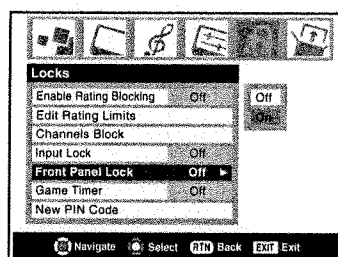 Locks
Enable Rating Blocking Off
Edit Rating Limits
Channels Block
Input Lock Off
Front Panel Lock Off
Game Timer Off
New PIN Code
Off
On
Navigate Select RTN Back EXIT Exit